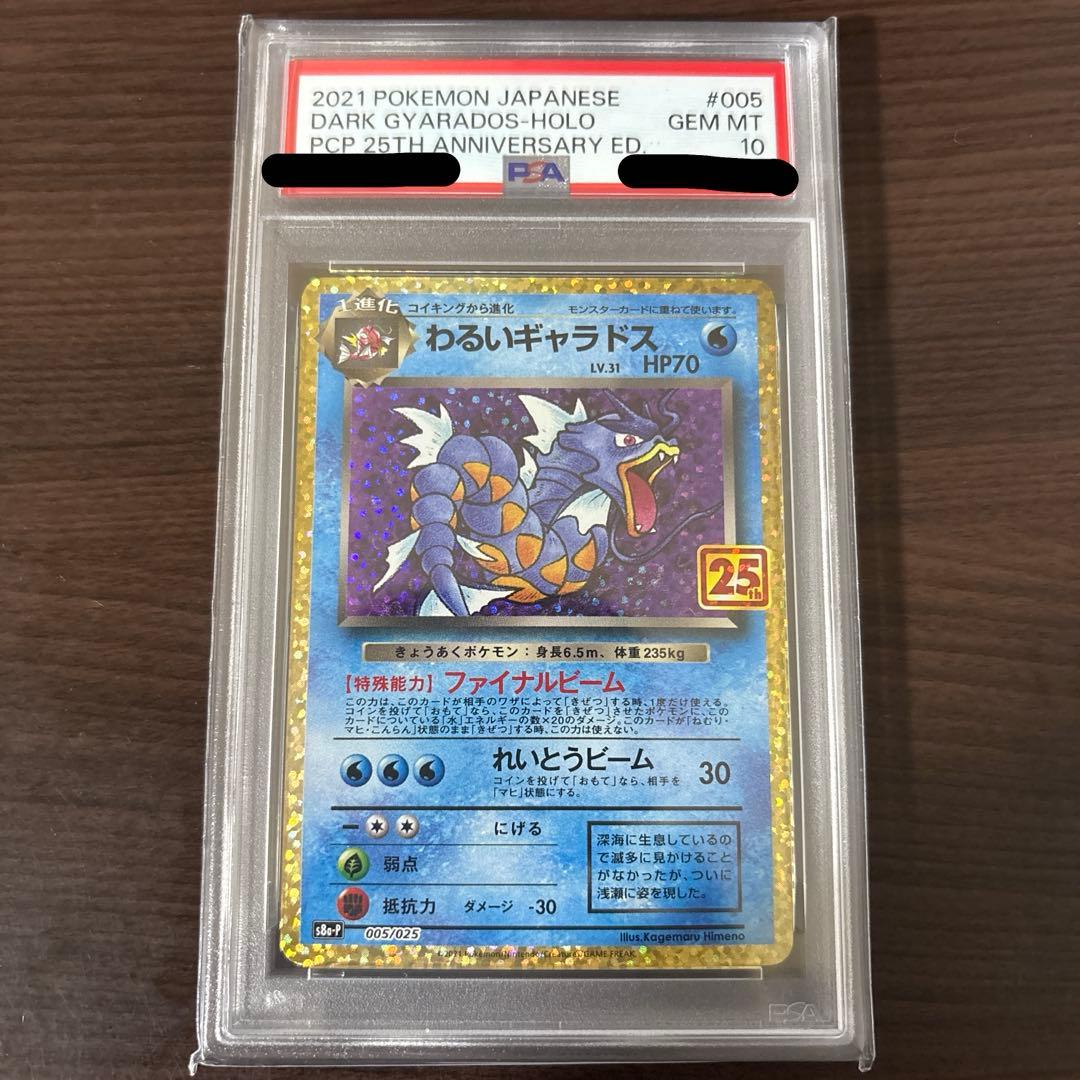 2021 POKEMON JAPANESE #005
DARK GYARADOS-HOLO GEM MT
PCP 25TH ANNIVERSARY ED. 10
PSA
1進化 コイキングから進化 モンスターカードに重ねて使います。
わるいギャラドス
LV.31 HP70
25th
きょうあくポケモン：身長6.5m、体重235kg
【特殊能力】ファイナルビーム
この力は、このカードが相手のワザによって「きぜつ」する時、1度だけ使える。
コインを投げて「おもて」なら、このカードを「きぜつ」させたポケモンに、この
カードについている「水」エネルギーの数×20のダメージ。このカードが「ねむり・
マヒ・こんらん」状態のまま「きぜつ」する時、この力は使えない。
れいとうビーム 30
コインを投げて「おもて」なら、相手を
「マヒ」状態にする。
にげる
弱点
抵抗力 ダメージ -30
深海に生息しているの
で滅多に見かけること
がなかったが、ついに
浅瀬に姿を現した。
s8a-P 005/025 Illus.Kagemaru Himeno
©2021 Pokémon/Nintendo/Creatures/GAME FREAK
PSA